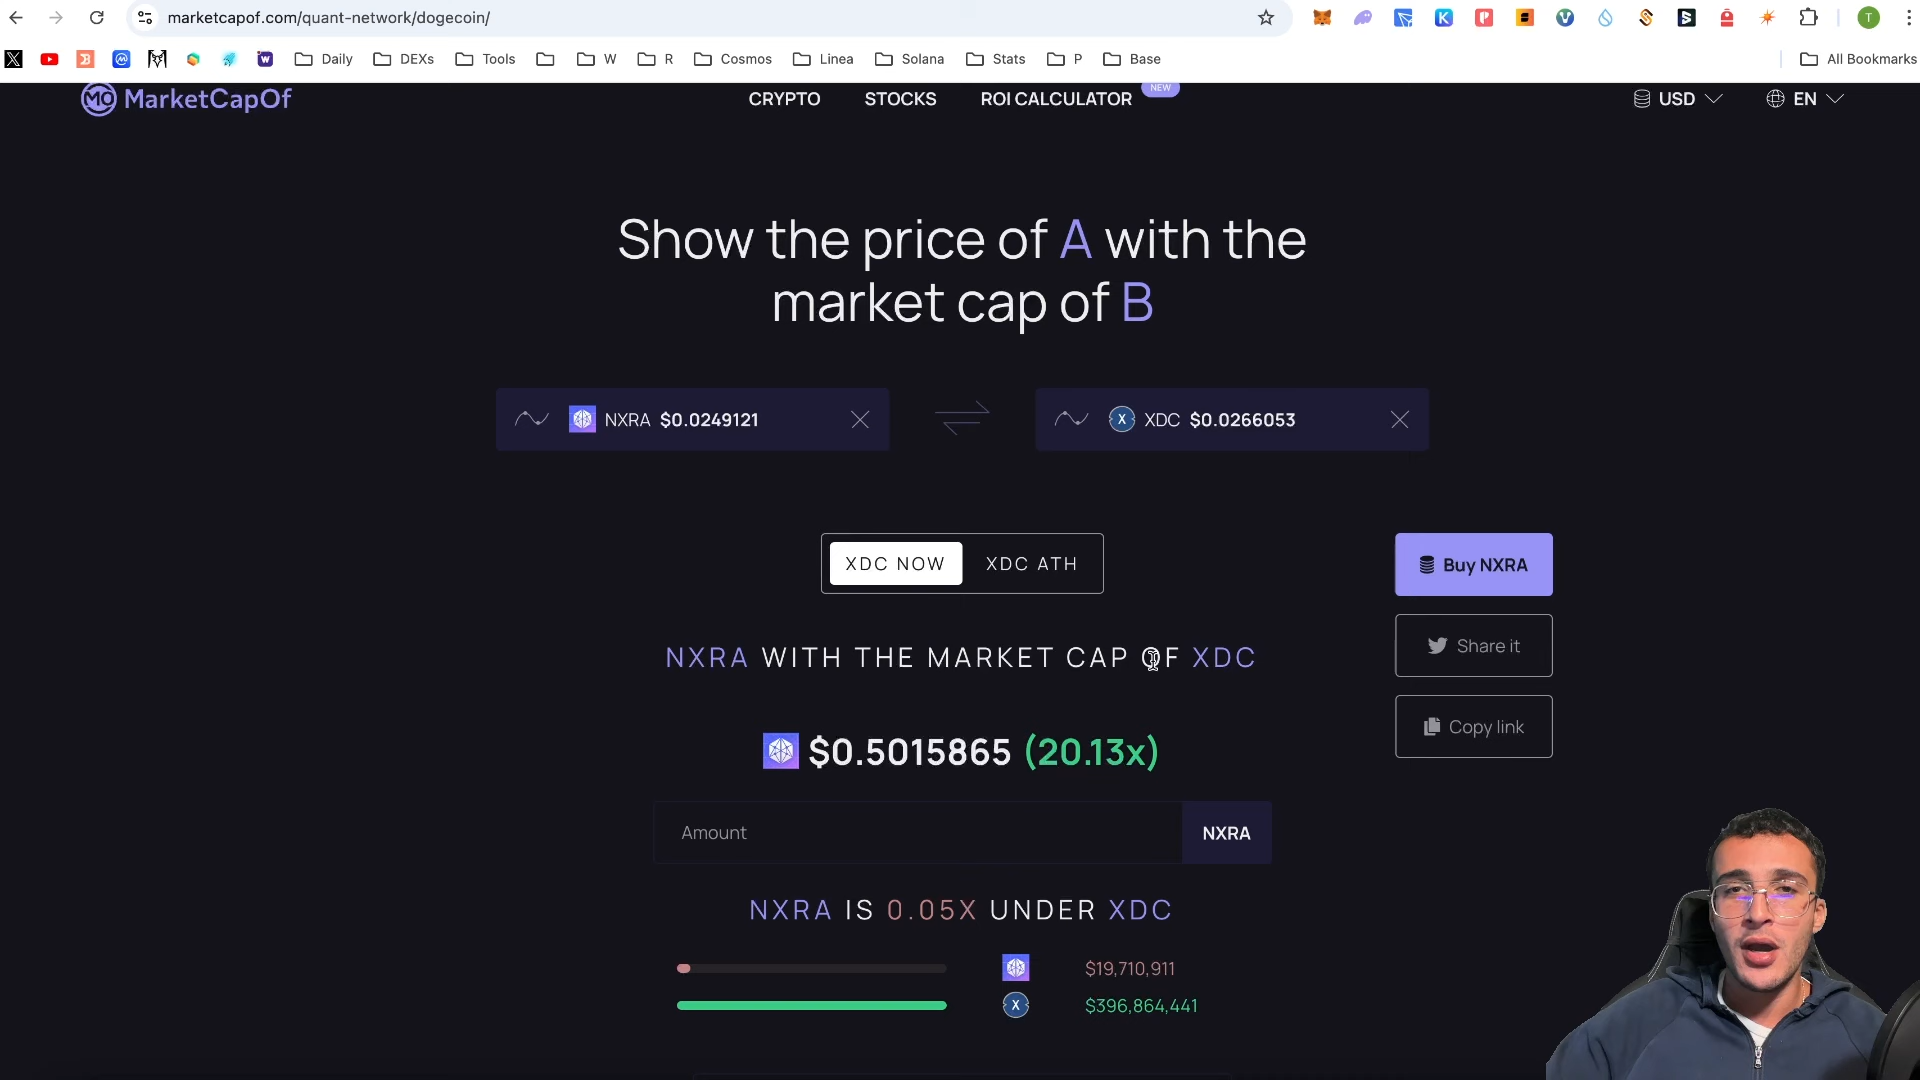 marketcapof.com/quant-network/dogecoin/
T
Daily
DEXs
Tools
W
R
Cosmos
Linea
Solana
Stats
P
Base
All Bookmarks
MO MarketCapOf
CRYPTO
STOCKS
ROI CALCULATOR
NEW
USD
EN
Show the price of A with the
market cap of B
NXRA $0.0249121
X XDC $0.0266053
XDC NOW
XDC ATH
Buy NXRA
Share it
Copy link
NXRA WITH THE MARKET CAP OF XDC
$0.5015865 (20.13x)
Amount
NXRA
NXRA IS 0.05X UNDER XDC
$19,710,911
X $396,864,441